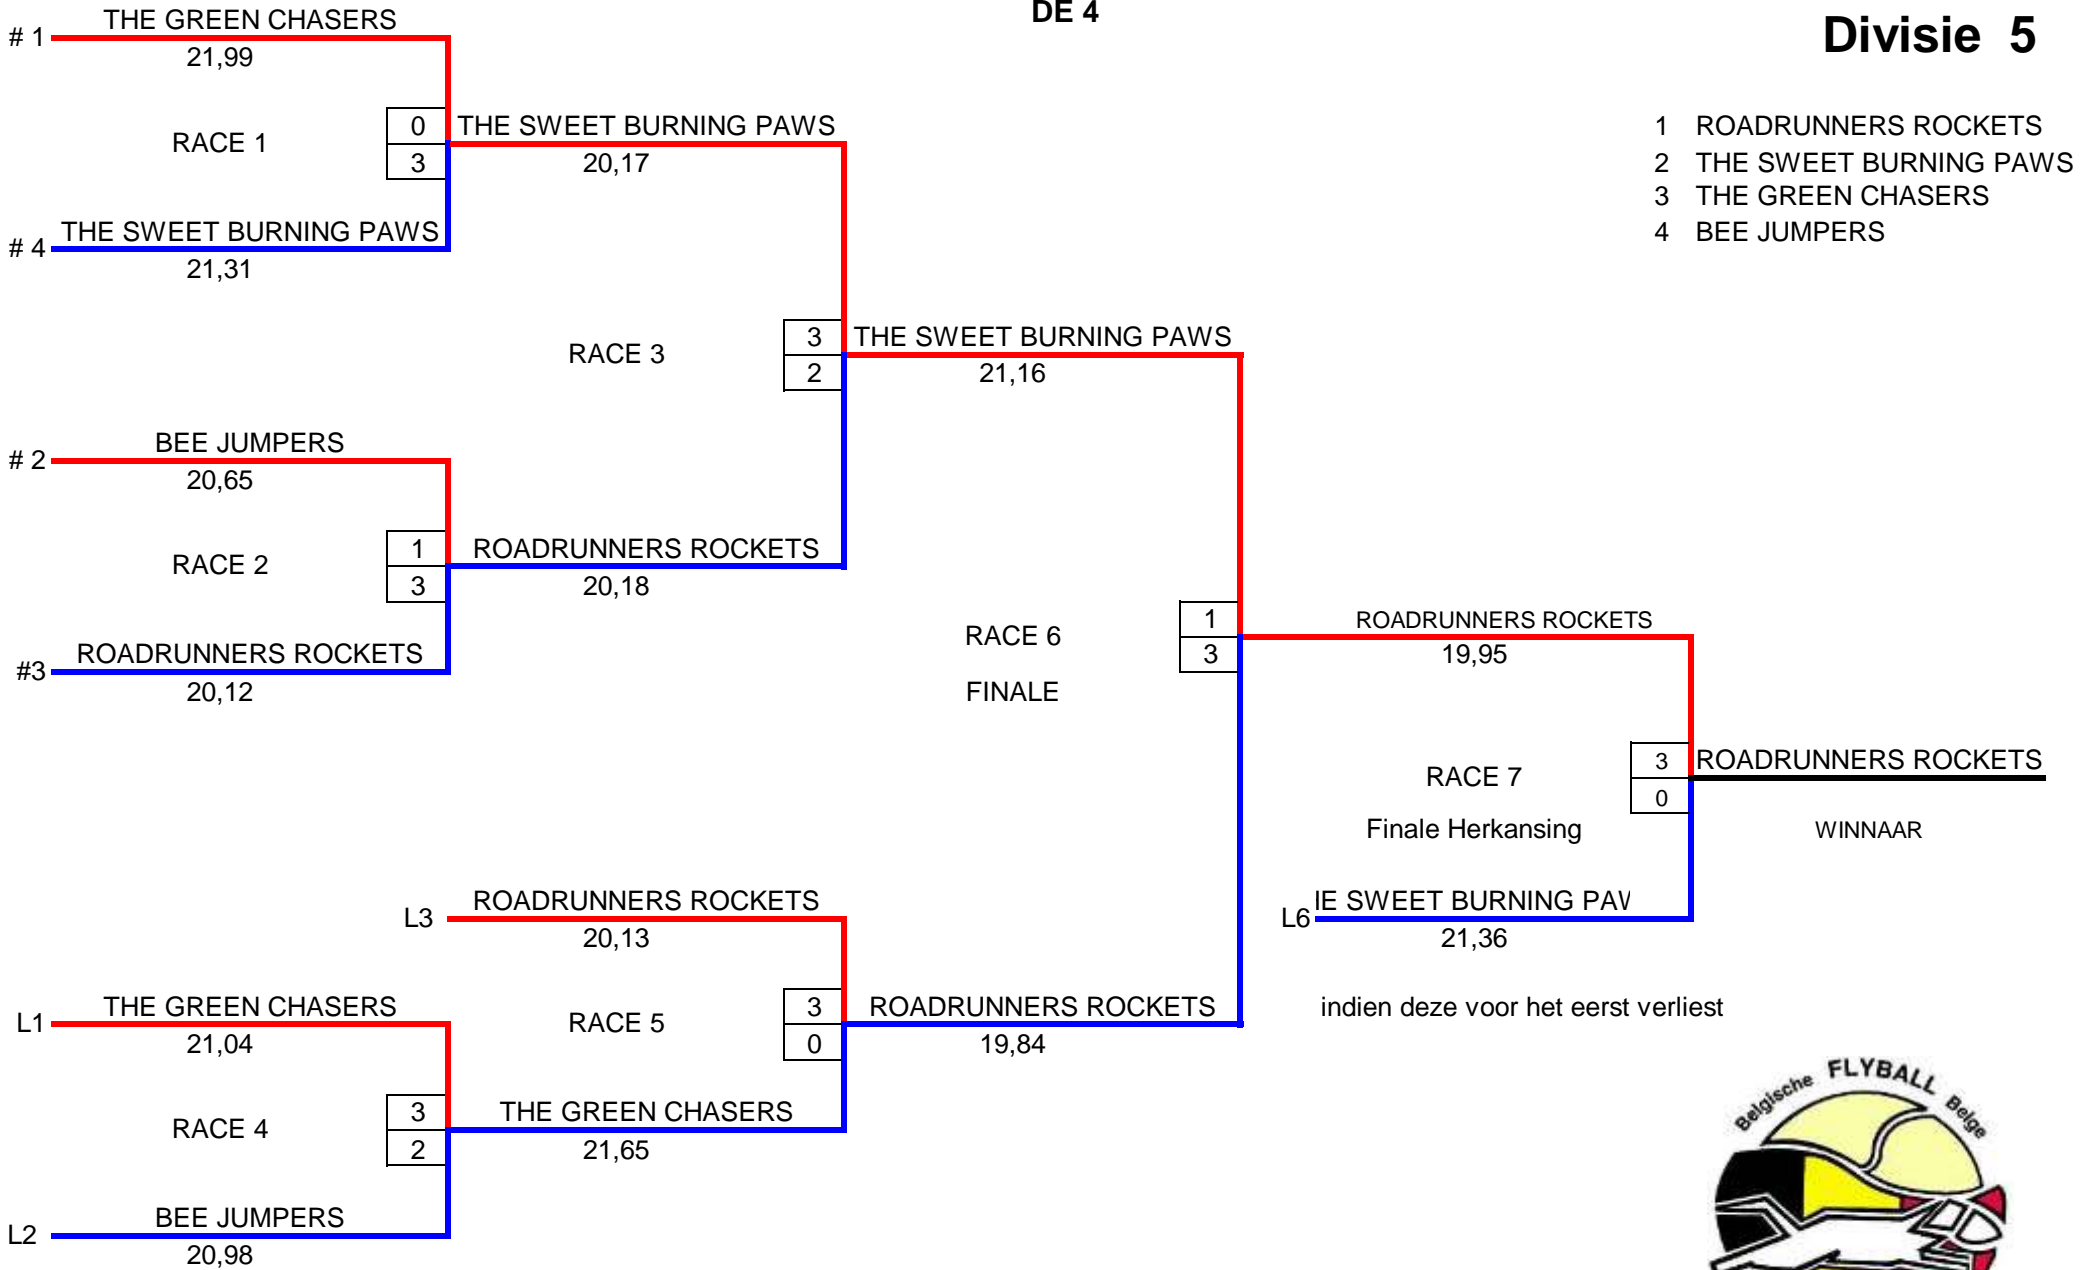 DE 4
Divisie 5
1 ROADRUNNERS ROCKETS
2 THE SWEET BURNING PAWS
3 THE GREEN CHASERS
4 BEE JUMPERS
# 1 THE GREEN CHASERS
21,99
RACE 1
0
3
# 4 THE SWEET BURNING PAWS
21,31
THE SWEET BURNING PAWS
20,17
RACE 3
3
2
# 2 BEE JUMPERS
20,65
RACE 2
1
3
#3 ROADRUNNERS ROCKETS
20,12
ROADRUNNERS ROCKETS
20,18
THE SWEET BURNING PAWS
21,16
RACE 6
FINALE
1
3
ROADRUNNERS ROCKETS
19,95
RACE 7
Finale Herkansing
3
0
ROADRUNNERS ROCKETS
WINNAAR
L6 IE SWEET BURNING PAW
21,36
indien deze voor het eerst verliest
L3 ROADRUNNERS ROCKETS
20,13
RACE 5
3
0
ROADRUNNERS ROCKETS
19,84
L1 THE GREEN CHASERS
21,04
RACE 4
3
2
THE GREEN CHASERS
21,65
L2 BEE JUMPERS
20,98
Belgische FLYBALL Belge